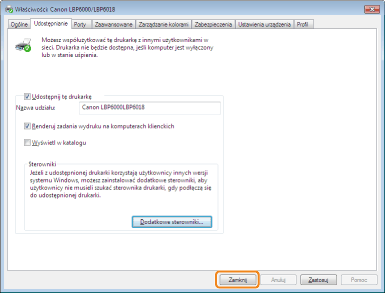 Właściwości Canon LBP6000/LBP6018
Ogólne Udostępnianie Porty Zaawansowane Zarządzanie kolorami Zabezpieczenia Ustawienia urządzenia Profil
Możesz współużytkować tę drukarkę z innymi użytkownikami w
sieci. Drukarka nie będzie dostępna, jeśli komputer jest wyłączony
lub w stanie uśpienia.
Udostępnij tę drukarkę
Nazwa udziału: Canon LBP6000LBP6018
Renderuj zadania wydruku na komputerach klienckich
Wyświetl w katalogu
Sterowniki
Jeżeli z udostępnionej drukarki korzystają użytkownicy innych wersji
systemu Windows, możesz zainstalować dodatkowe sterowniki, aby
użytkownicy nie musieli szukać sterownika drukarki, gdy podłączą się
do udostępnionej drukarki.
Dodatkowe sterowniki...
Zamknij Anuluj Zastosuj Pomoc